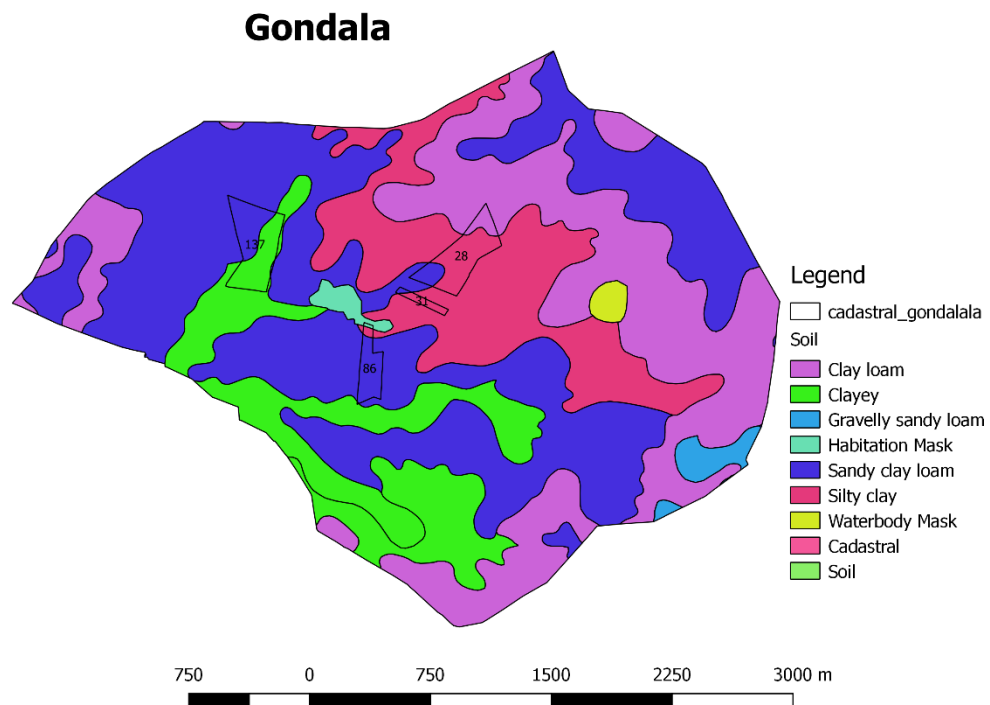 Gondala
137
28
31
86
Legend
cadastral_gondalala
Soil
Clay loam
Clayey
Gravelly sandy loam
Habitation Mask
Sandy clay loam
Silty clay
Waterbody Mask
Cadastral
Soil
750 0 750 1500 2250 3000 m